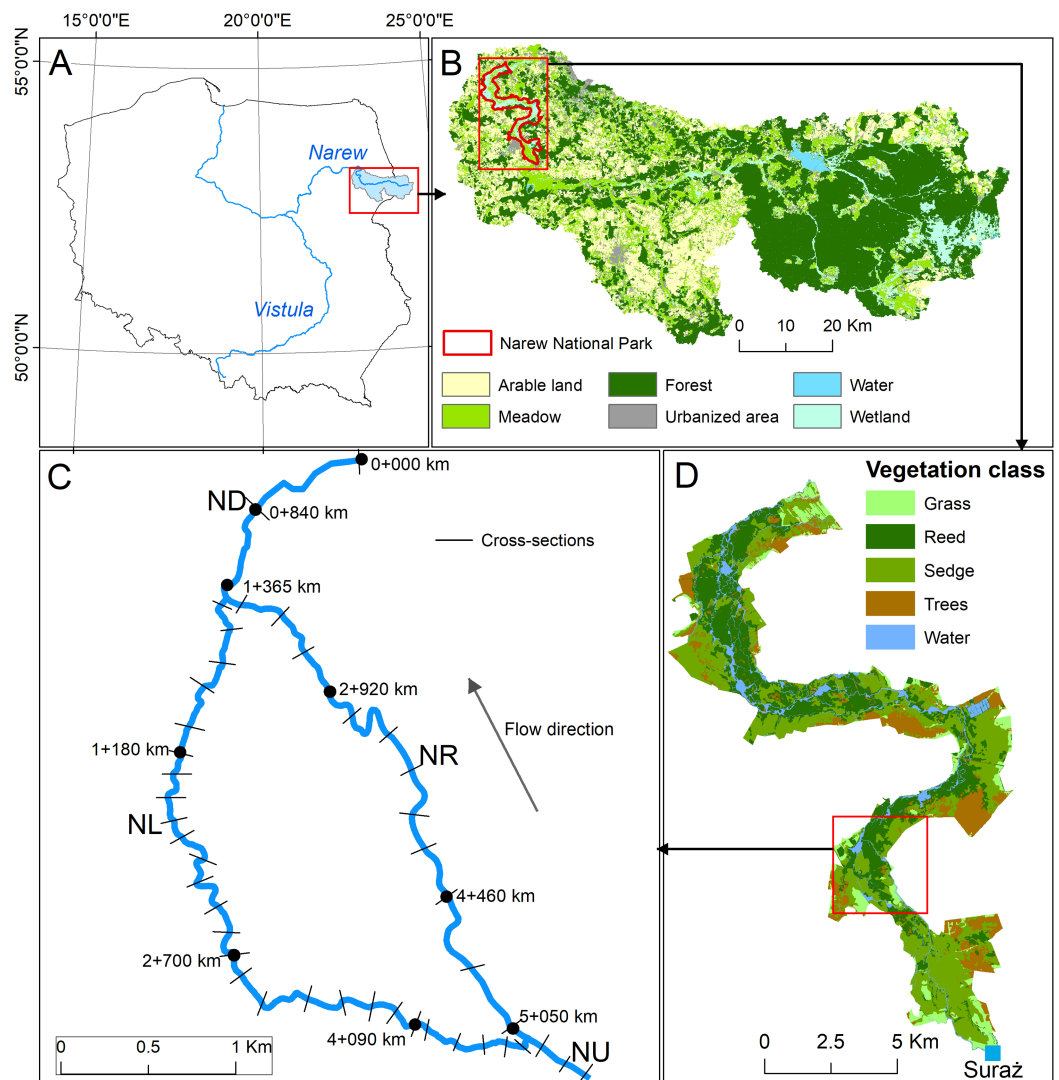 15°0'0"E
20°0'0"E
25°0'0"E
55°0'0"N
50°0'0"N
A
Narew
Vistula
B
0 10 20 Km
Narew National Park
Arable land
Forest
Water
Meadow
Urbanized area
Wetland
C
0+000 km
ND
0+840 km
Cross-sections
1+365 km
2+920 km
Flow direction
1+180 km
NR
NL
4+460 km
2+700 km
5+050 km
4+090 km
NU
0 0.5 1 Km
D
Vegetation class
Grass
Reed
Sedge
Trees
Water
0 2.5 5 Km
Suraż